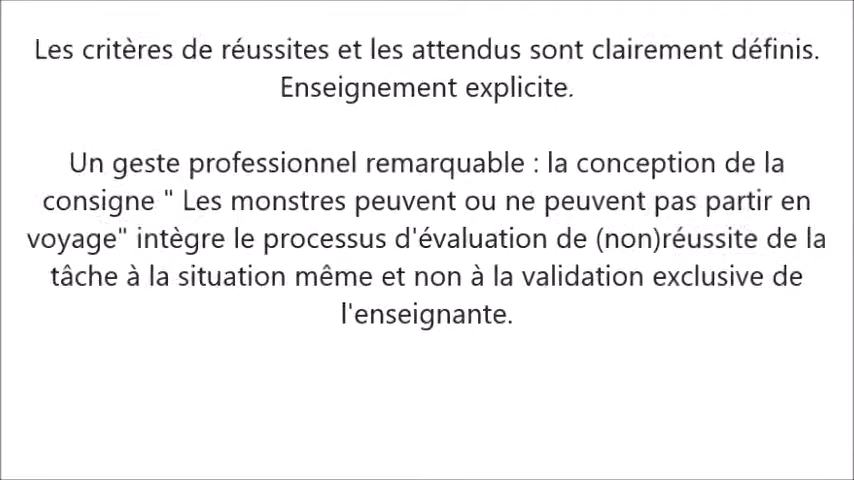 Les critères de réussites et les attendus sont clairement définis.
Enseignement explicite.
Un geste professionnel remarquable : la conception de la
consigne " Les monstres peuvent ou ne peuvent pas partir en
voyage" intègre le processus d'évaluation de (non)réussite de la
tâche à la situation même et non à la validation exclusive de
l'enseignante.